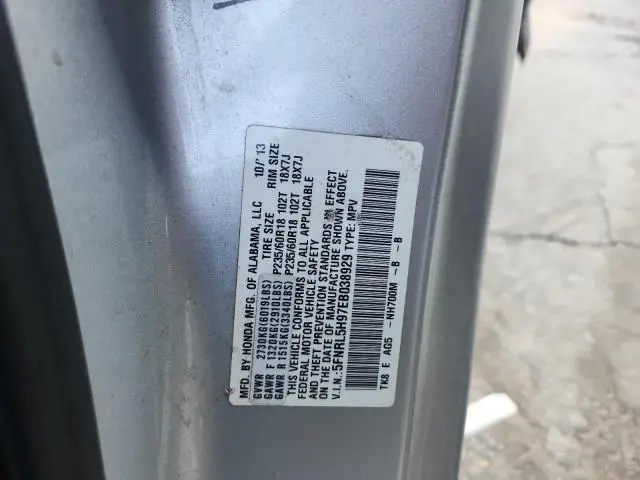 MFD. BY HONDA MFG. OF ALABAMA, LLC 10/ 13
TIRE SIZE RIM SIZE
GVWR 2730KG(6019LBS)
GAWR F 1320KG(2910LBS) P235/60R18 102T 18X7J
GAWR R 1515KG(3340LBS) P235/60R18 102T 18X7J
THIS VEHICLE CONFORMS TO ALL APPLICABLE
FEDERAL MOTOR VEHICLE SAFETY
AND THEFT PREVENTION STANDARDS IN EFFECT
ON THE DATE OF MANUFACTURE SHOWN ABOVE.
V.I.N.:5FNRL5H97EB038929 TYPE: MPV
TK8 E AG5 -NH700M -B -B